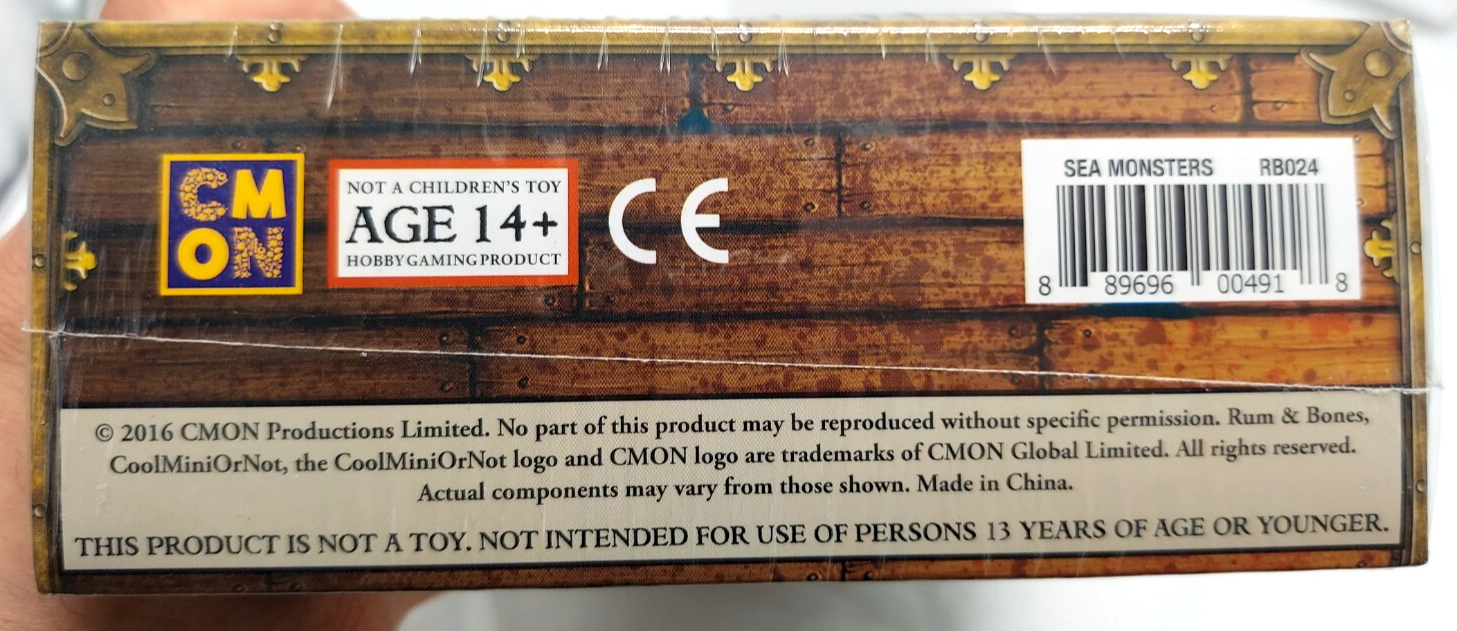 CM
ON
NOT A CHILDREN'S TOY
AGE 14+
HOBBY GAMING PRODUCT
CE
SEA MONSTERS RB024
8 89696 00491 8
© 2016 CMON Productions Limited. No part of this product may be reproduced without specific permission. Rum & Bones,
CoolMiniOrNot, the CoolMiniOrNot logo and CMON logo are trademarks of CMON Global Limited. All rights reserved.
Actual components may vary from those shown. Made in China.
THIS PRODUCT IS NOT A TOY. NOT INTENDED FOR USE OF PERSONS 13 YEARS OF AGE OR YOUNGER.